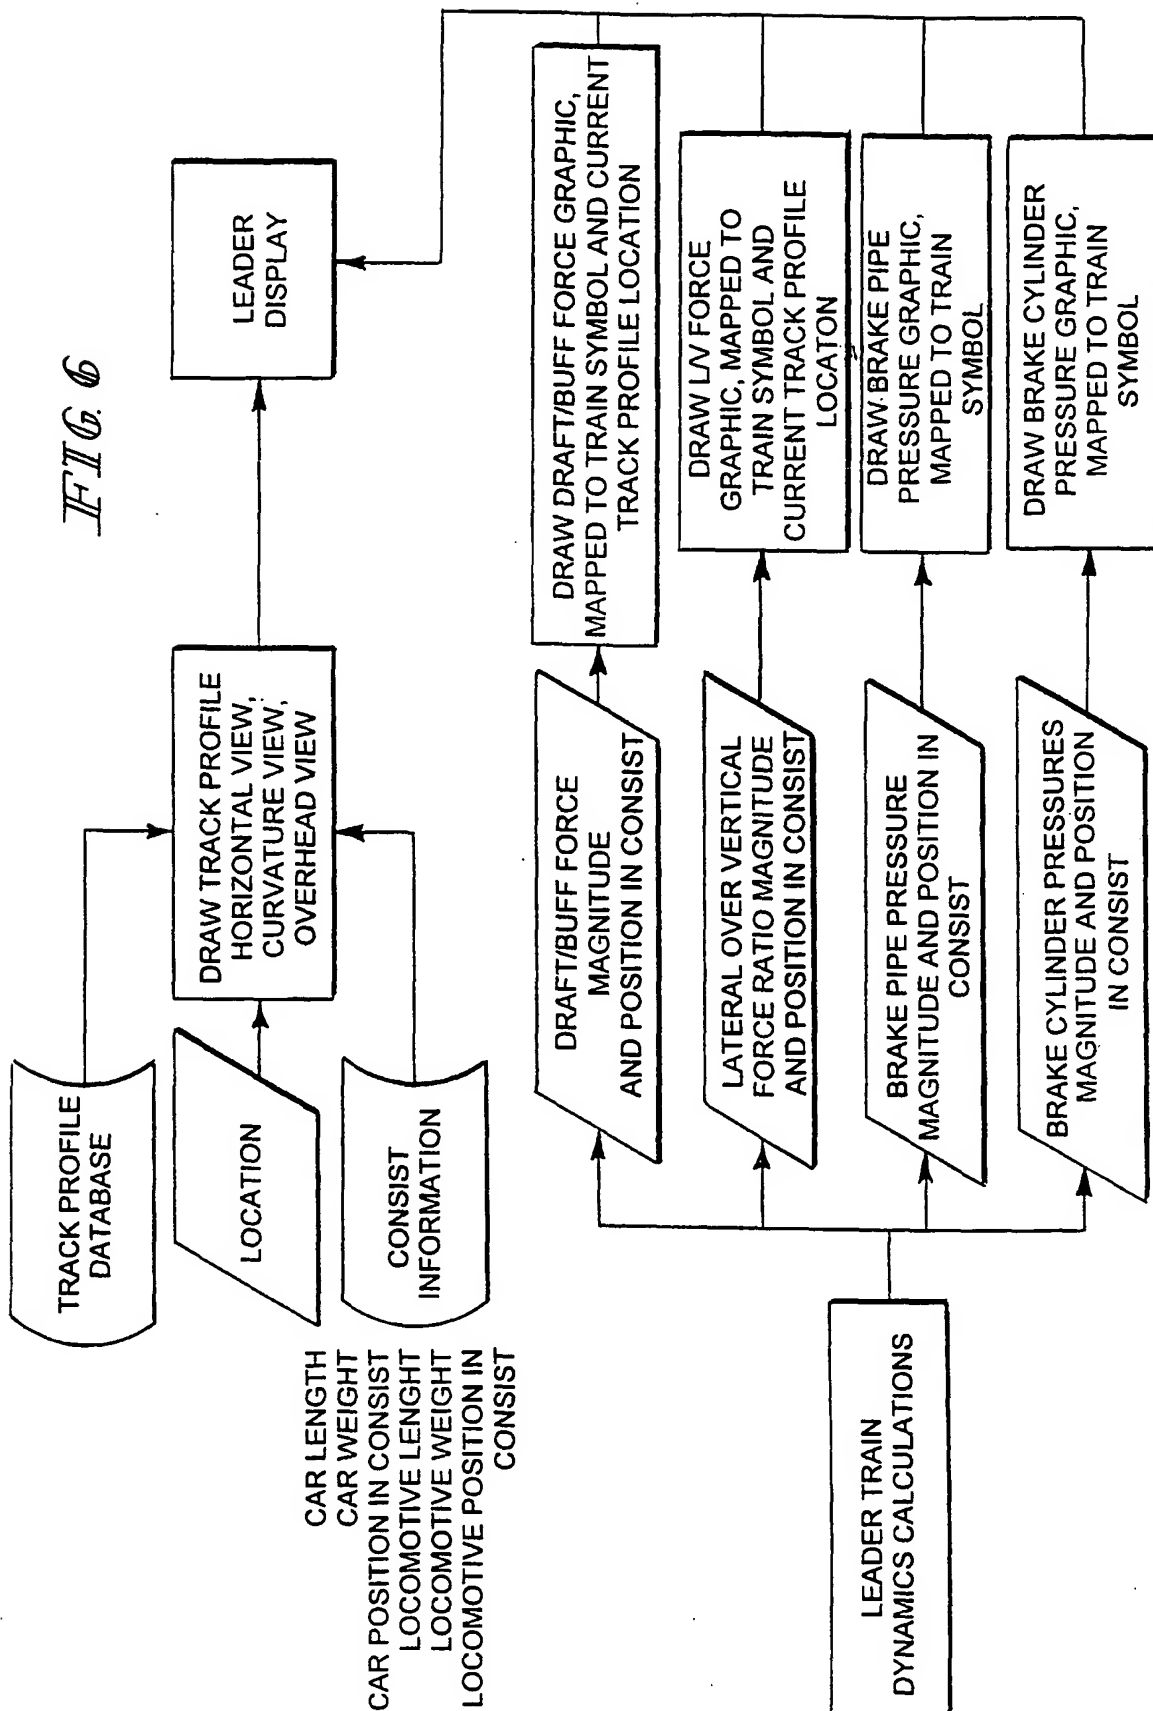 FIG. 6
TRACK PROFILE
DATABASE
LOCATION
CONSIST
INFORMATION
CAR LENGTH
CAR WEIGHT
CAR POSITION IN CONSIST
LOCOMOTIVE LENGHT
LOCOMOTIVE WEIGHT
LOCOMOTIVE POSITION IN
CONSIST
DRAW TRACK PROFILE
HORIZONTAL VIEW,
CURVATURE VIEW,
OVERHEAD VIEW
LEADER
DISPLAY
LEADER TRAIN
DYNAMICS CALCULATIONS
DRAFT/BUFF FORCE
MAGNITUDE
AND POSITION IN CONSIST
DRAW DRAFT/BUFF FORCE GRAPHIC,
MAPPED TO TRAIN SYMBOL AND CURRENT
TRACK PROFILE LOCATION
LATERAL OVER VERTICAL
FORCE RATIO MAGNITUDE
AND POSITION IN CONSIST
DRAW L/V FORCE
GRAPHIC, MAPPED TO
TRAIN SYMBOL AND
CURRENT TRACK PROFILE
LOCATON
BRAKE PIPE PRESSURE
MAGNITUDE AND POSITION IN
CONSIST
DRAW BRAKE PIPE
PRESSURE GRAPHIC,
MAPPED TO TRAIN
SYMBOL
BRAKE CYLINDER PRESSURES
MAGNITUDE AND POSITION
IN CONSIST
DRAW BRAKE CYLINDER
PRESSURE GRAPHIC,
MAPPED TO TRAIN
SYMBOL